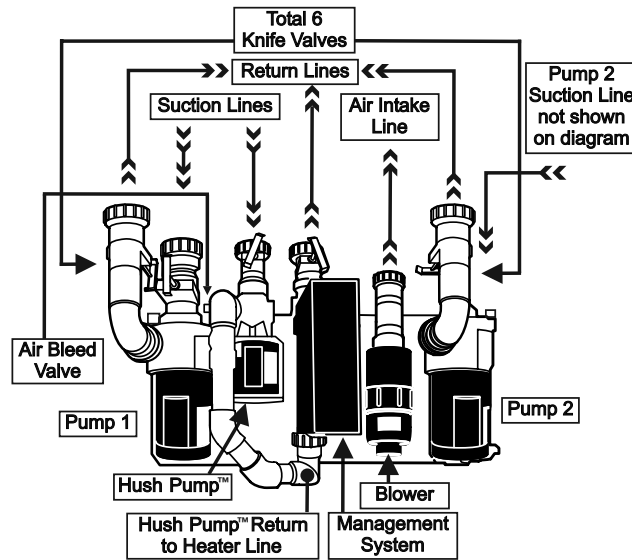 Total 6
Knife Valves
Return Lines
Suction Lines
Air Intake
Line
Pump 2
Suction Line
not shown
on diagram
Air Bleed
Valve
Pump 1
Pump 2
Hush Pump™
Blower
Hush Pump™ Return
to Heater Line
Management
System